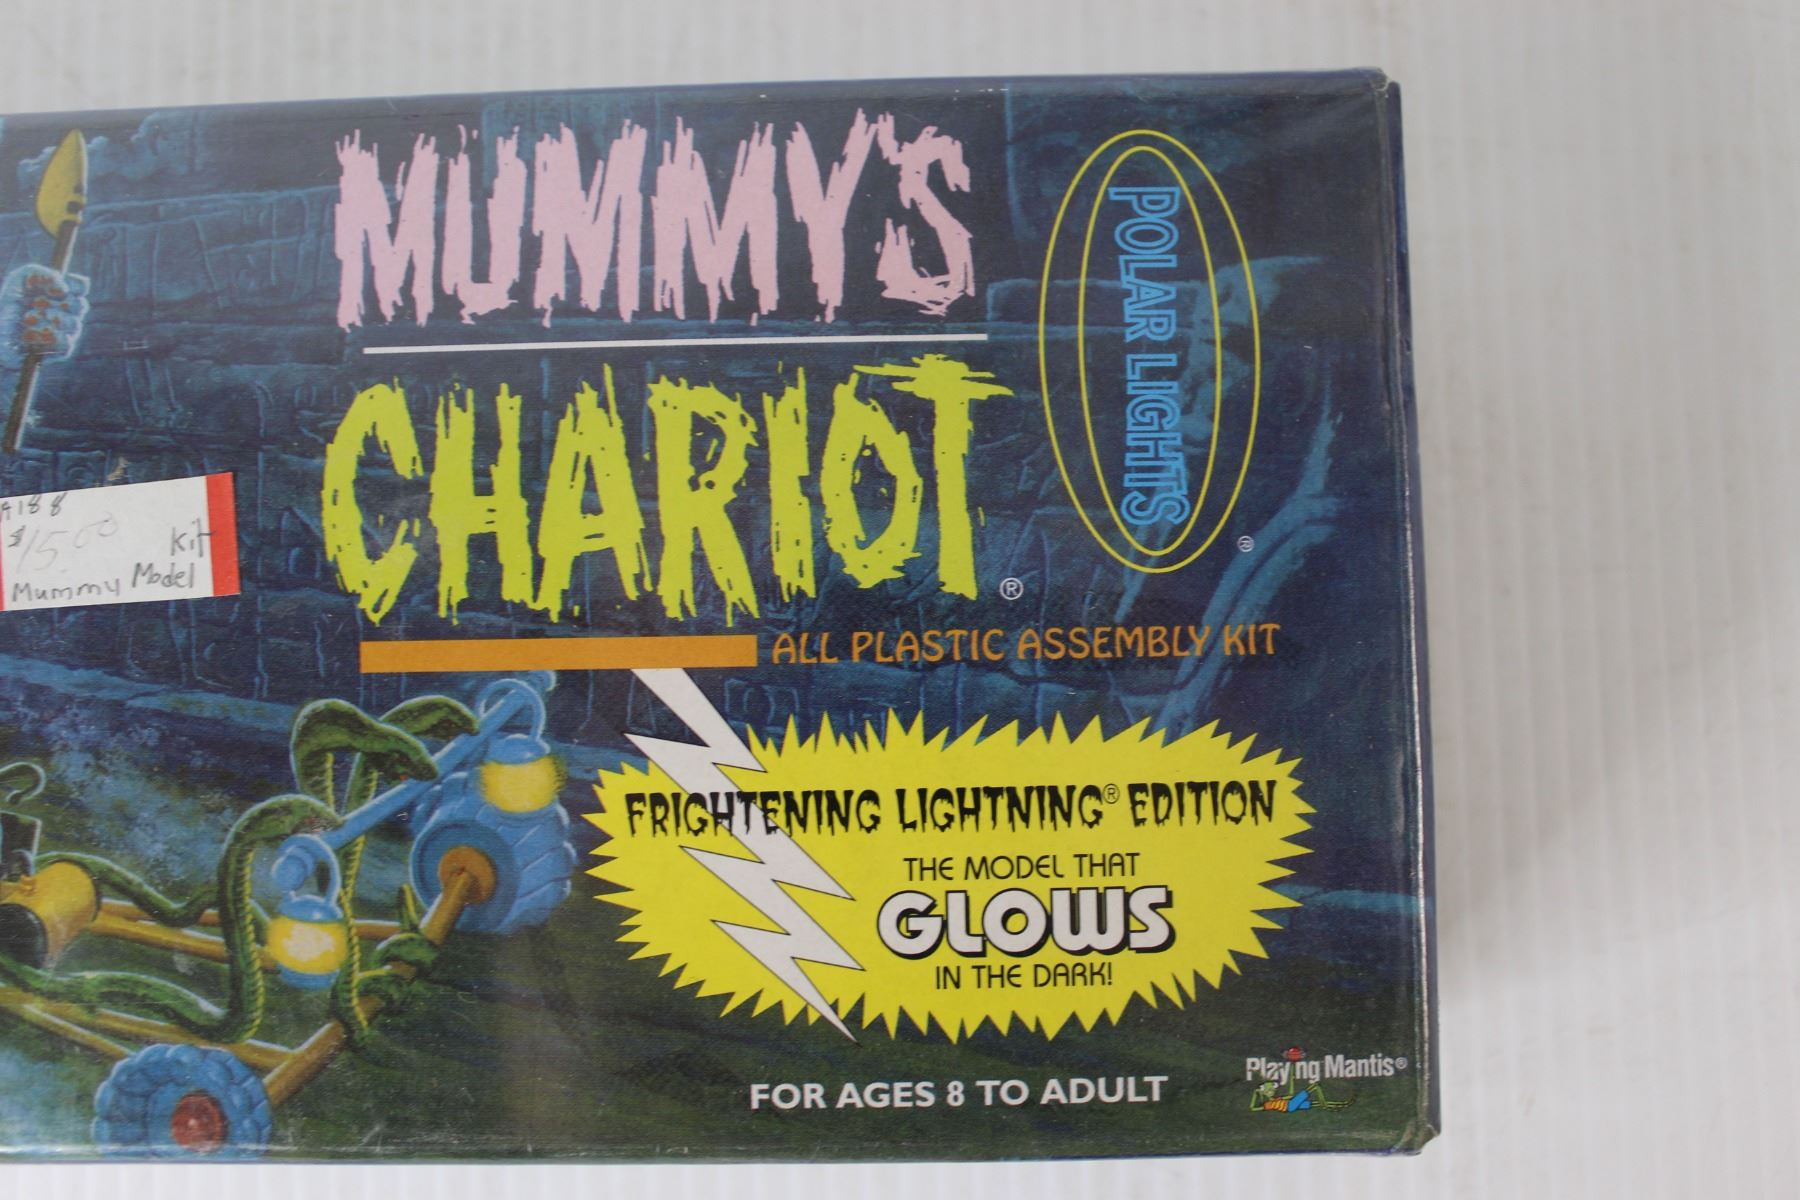 MUMMY'S
CHARIOT®
POLAR LIGHTS®
A188
$15.00
Kit
Mummy Model
ALL PLASTIC ASSEMBLY KIT
FRIGHTENING LIGHTNING® EDITION
THE MODEL THAT
GLOWS
IN THE DARK!
FOR AGES 8 TO ADULT
Playing Mantis®